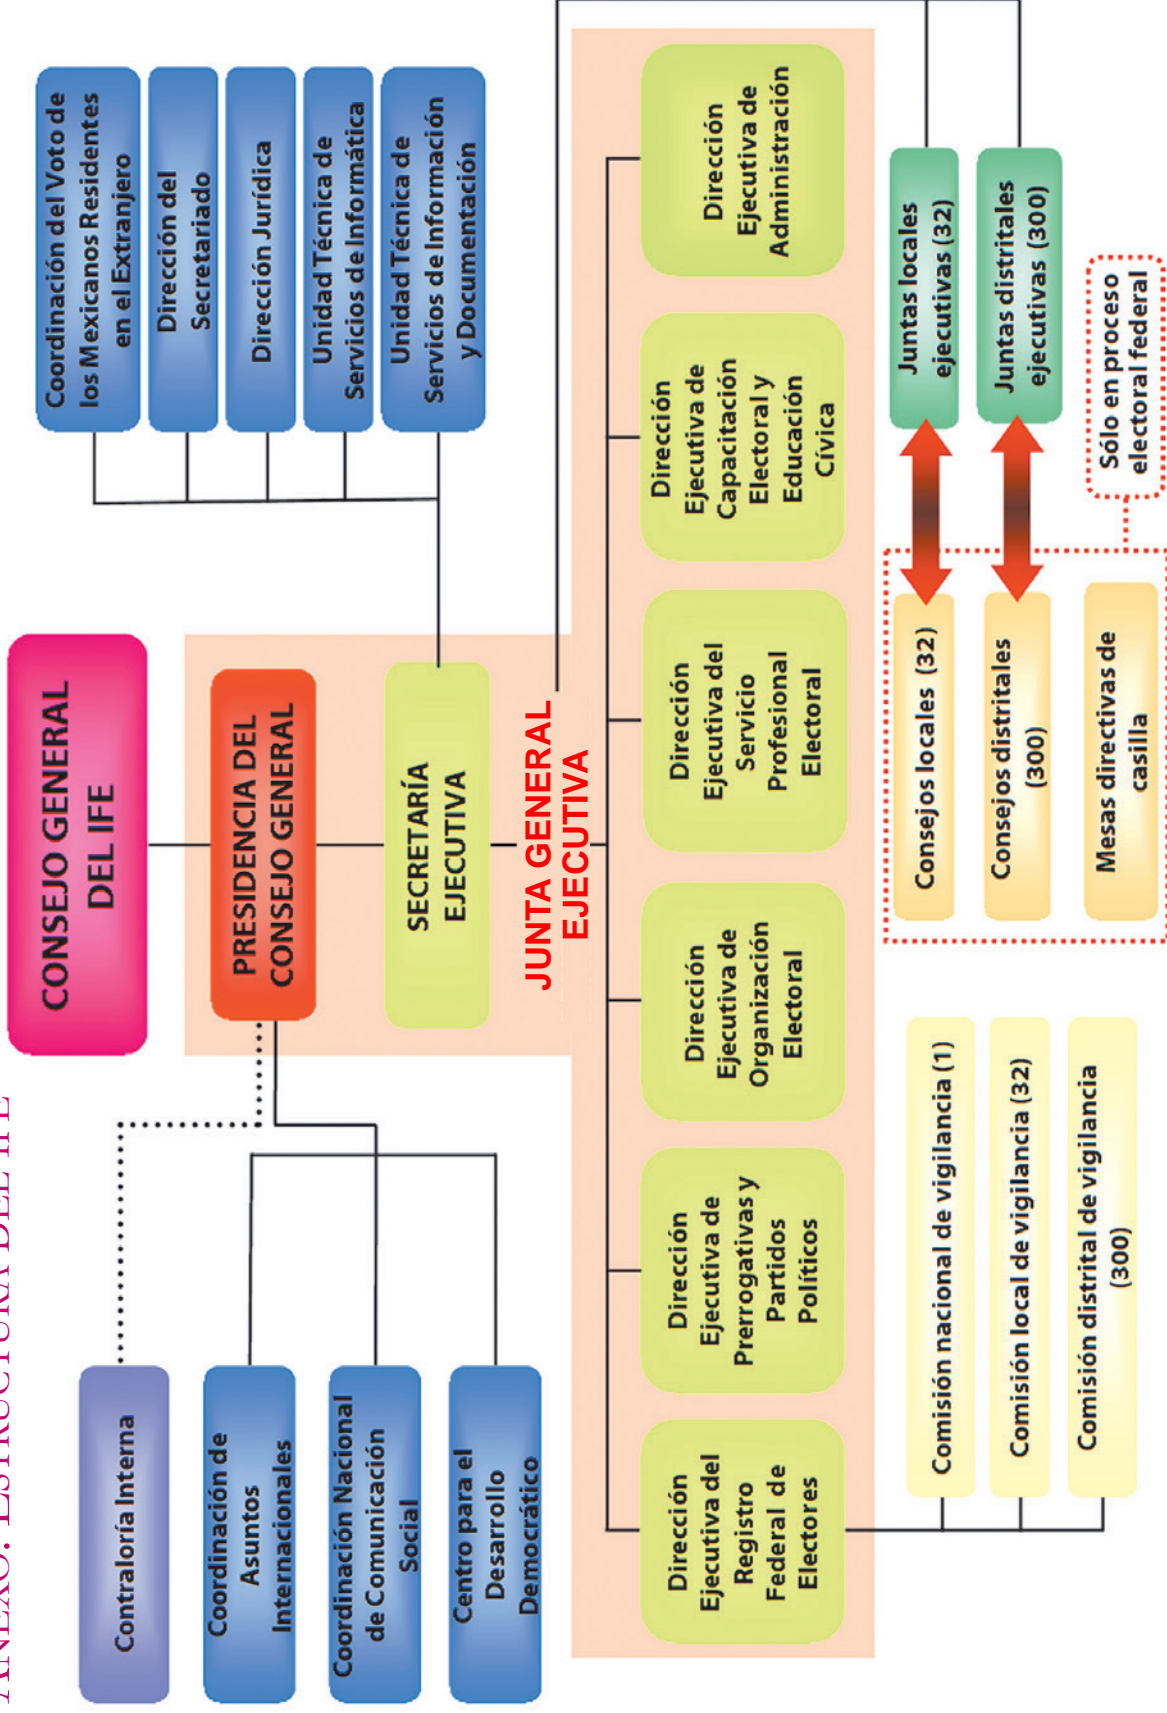 ANEXO. ESTRUCTURA DEL IFE
CONSEJO GENERAL
DEL IFE
PRESIDENCIA DEL
CONSEJO GENERAL
SECRETARÍA
EJECUTIVA
JUNTA GENERAL
EJECUTIVA
Contraloría Interna
Coordinación de
Asuntos
Internacionales
Coordinación Nacional
de Comunicación
Social
Centro para el
Desarrollo
Democrático
Coordinación del Voto de
los Mexicanos Residentes
en el Extranjero
Dirección del
Secretariado
Dirección Jurídica
Unidad Técnica de
Servicios de Informática
Unidad Técnica de
Servicios de Información
y Documentación
Dirección
Ejecutiva del
Registro
Federal de
Electores
Dirección
Ejecutiva de
Prerrogativas y
Partidos
Políticos
Dirección
Ejecutiva de
Organización
Electoral
Dirección
Ejecutiva del
Servicio
Profesional
Electoral
Dirección
Ejecutiva de
Capacitación
Electoral y
Educación
Cívica
Dirección
Ejecutiva de
Administración
Comisión nacional de vigilancia (1)
Comisión local de vigilancia (32)
Comisión distrital de vigilancia
(300)
Consejos locales (32)
Consejos distritales
(300)
Mesas directivas de
casilla
Juntas locales
ejecutivas (32)
Juntas distritales
ejecutivas (300)
Sólo en proceso
electoral federal